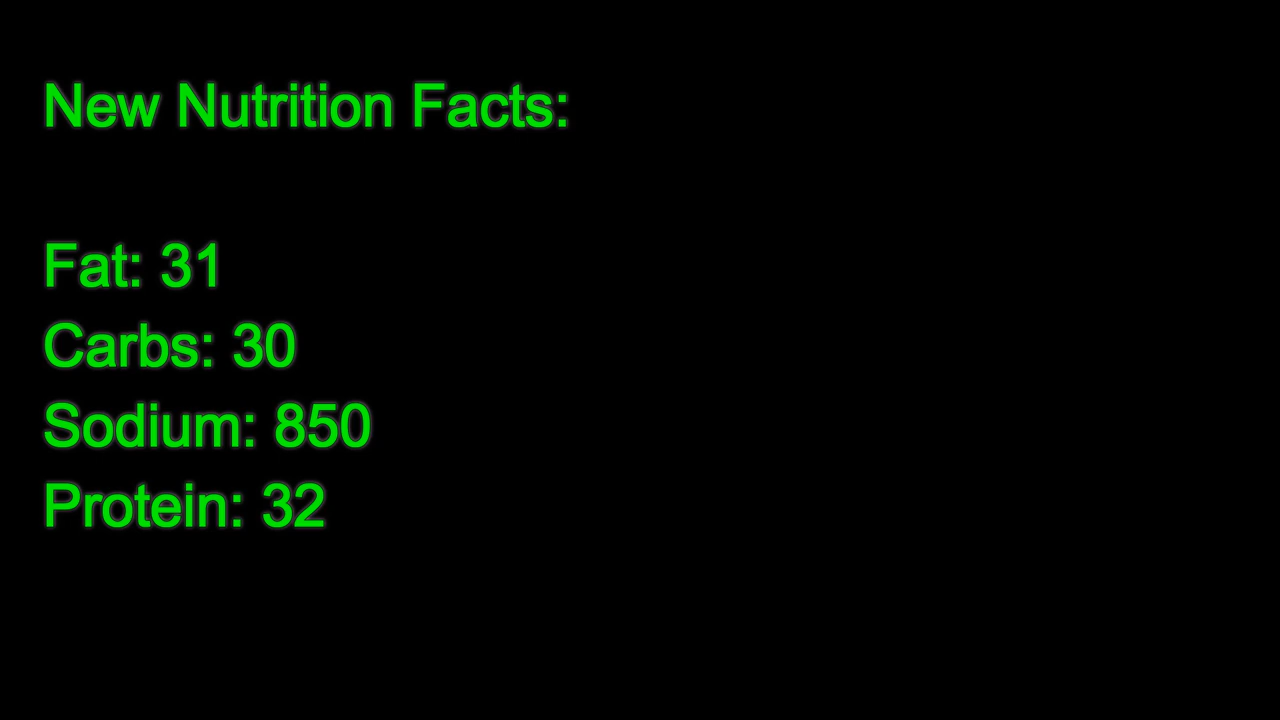 New Nutrition Facts:
Fat: 31
Carbs: 30
Sodium: 850
Protein: 32